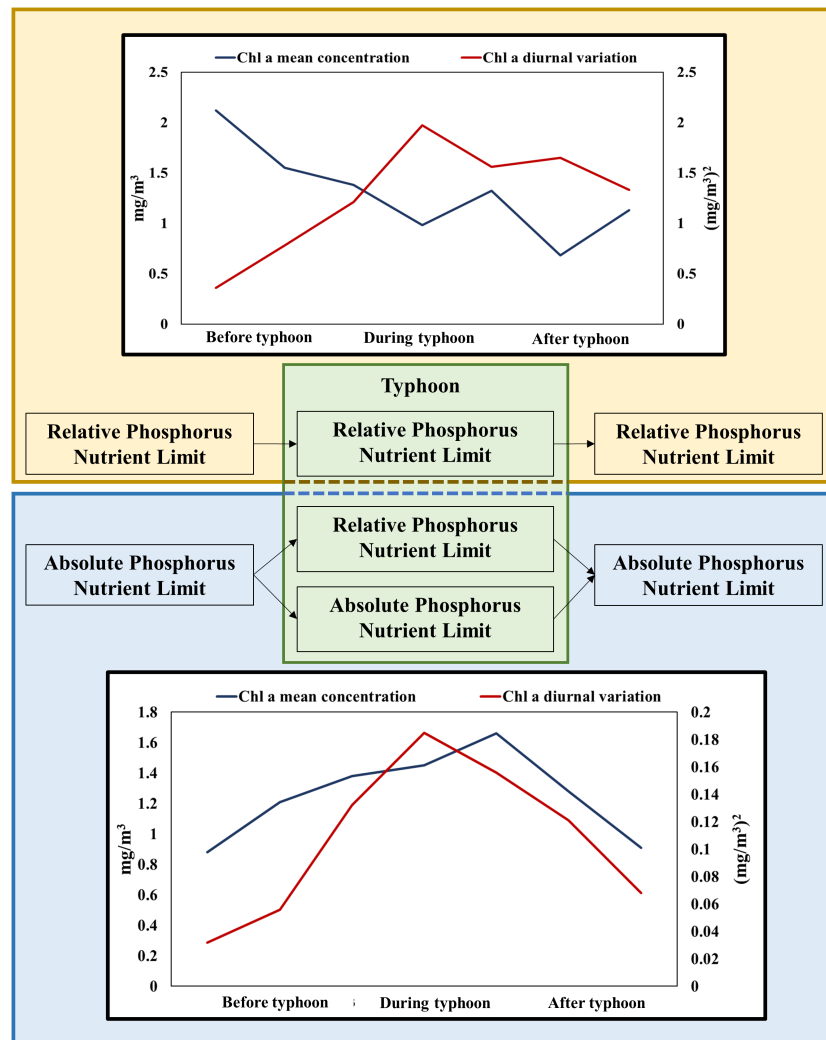 Chl a mean concentration
Chl a diurnal variation
2.5
2
1.5
1
0.5
0
mg/m³
2.5
2
1.5
1
0.5
0
(mg/m³)²
Before typhoon
During typhoon
After typhoon
Typhoon
Relative Phosphorus
Nutrient Limit
Relative Phosphorus
Nutrient Limit
Relative Phosphorus
Nutrient Limit
Relative Phosphorus
Nutrient Limit
Absolute Phosphorus
Nutrient Limit
Absolute Phosphorus
Nutrient Limit
Absolute Phosphorus
Nutrient Limit
Chl a mean concentration
Chl a diurnal variation
1.8
1.6
1.4
1.2
1
0.8
0.6
0.4
0.2
0
mg/m³
0.2
0.18
0.16
0.14
0.12
0.1
0.08
0.06
0.04
0.02
0
(mg/m³)²
Before typhoon
During typhoon
After typhoon